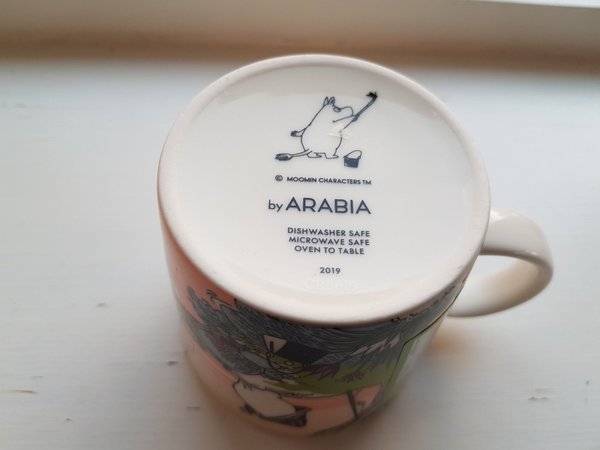 © MOOMIN CHARACTERS TM
by ARABIA
DISHWASHER SAFE
MICROWAVE SAFE
OVEN TO TABLE
2019